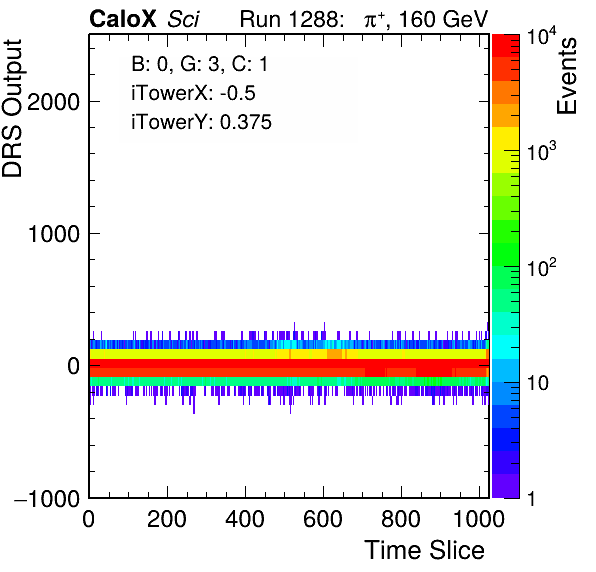 CaloX Sci Run 1288: π⁺, 160 GeV
B: 0, G: 3, C: 1
iTowerX: -0.5
iTowerY: 0.375
DRS Output
2000
1000
0
−1000
0 200 400 600 800 1000
Time Slice
Events
10⁴
10³
10²
10
1